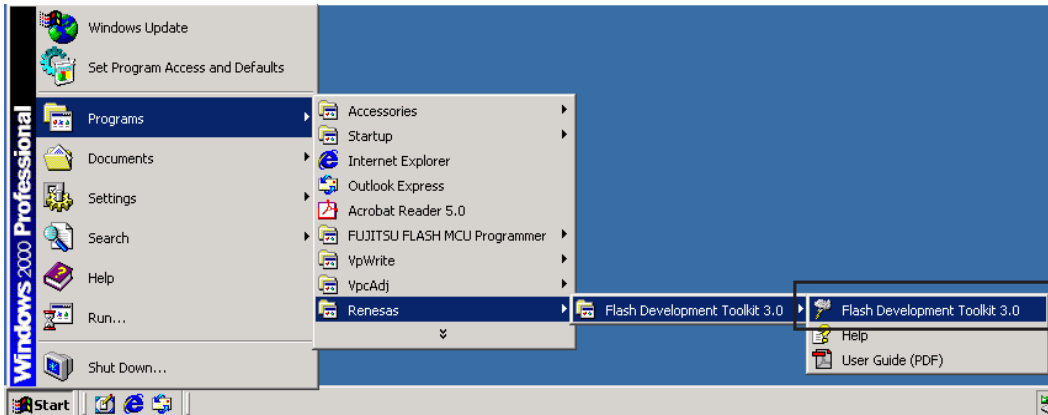 Windows 2000 Professional
Windows Update
Set Program Access and Defaults
Programs
Documents
Settings
Search
Help
Run...
Shut Down...
Accessories
Startup
Internet Explorer
Outlook Express
Acrobat Reader 5.0
FUJITSU FLASH MCU Programmer
VpWrite
VpcAdj
Renesas
Flash Development Toolkit 3.0
Flash Development Toolkit 3.0
Help
User Guide (PDF)
Start